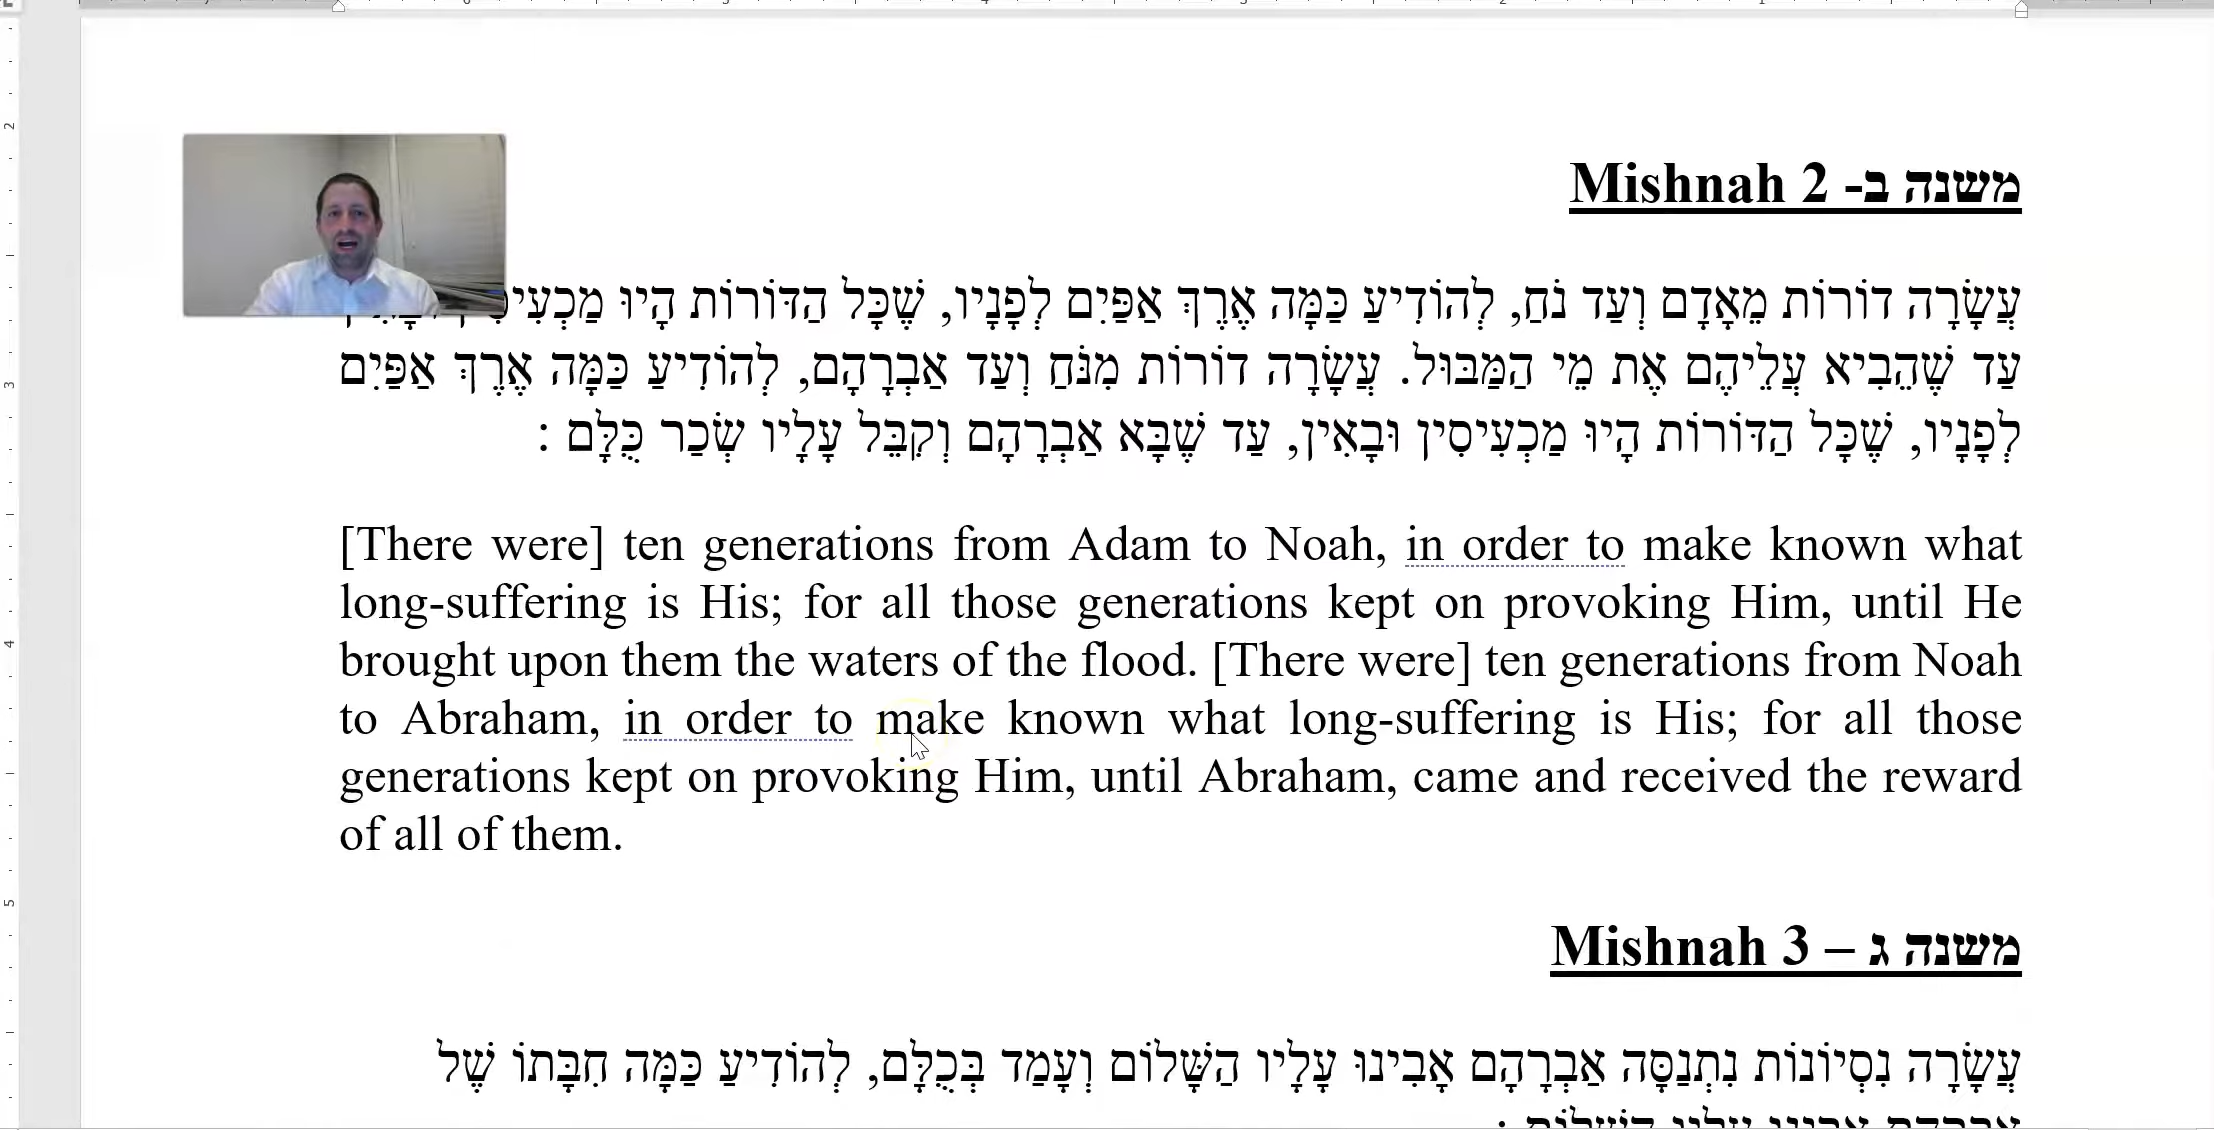 משנה ב- Mishnah 2
עֲשָׂרָה דוֹרוֹת מֵאָדָם וְעַד נֹחַ, לְהוֹדִיעַ כַּמָּה אֶרֶךְ אַפַּיִם לְפָנָיו, שֶׁכָּל הַדּוֹרוֹת הָיוּ
עַד שֶׁהֵבִיא עֲלֵיהֶם אֶת מֵי הַמַּבּוּל. עֲשָׂרָה דוֹרוֹת מִנֹּחַ וְעַד אַבְרָהָם, לְהוֹדִיעַ כַּמָּה אֶרֶךְ אַפַּיִם
לְפָנָיו, שֶׁכָּל הַדּוֹרוֹת הָיוּ מַכְעִיסִין וּבָאִין, עַד שֶׁבָּא אַבְרָהָם וְקִבֵּל עָלָיו שְׂכַר כֻּלָּם :
[There were] ten generations from Adam to Noah, in order to make known what
long-suffering is His; for all those generations kept on provoking Him, until He
brought upon them the waters of the flood. [There were] ten generations from Noah
to Abraham, in order to make known what long-suffering is His; for all those
generations kept on provoking Him, until Abraham, came and received the reward
of all of them.
משנה ג – Mishnah 3
עֲשָׂרָה נִסְיוֹנוֹת נִתְנַסָּה אַבְרָהָם אָבִינוּ עָלָיו הַשָּׁלוֹם וְעָמַד בְּכֻלָּם, לְהוֹדִיעַ כַּמָּה חִבָּתוֹ שֶׁל